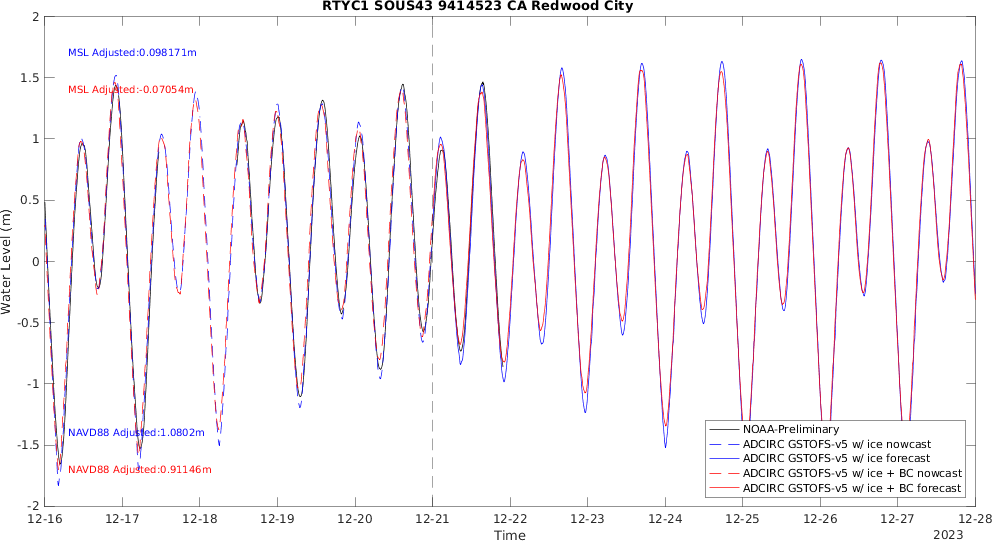 RTYC1 SOUS43 9414523 CA Redwood City
2
1.5
1
0.5
0
-0.5
-1
-1.5
-2
Water Level (m)
MSL Adjusted:0.098171m
MSL Adjusted:-0.07054m
NAVD88 Adjusted:1.0802m
NAVD88 Adjusted:0.91146m
NOAA-Preliminary
ADCIRC GSTOFS-v5 w/ ice nowcast
ADCIRC GSTOFS-v5 w/ ice forecast
ADCIRC GSTOFS-v5 w/ ice + BC nowcast
ADCIRC GSTOFS-v5 w/ ice + BC forecast
12-16 12-17 12-18 12-19 12-20 12-21 12-22 12-23 12-24 12-25 12-26 12-27 12-28
Time
2023